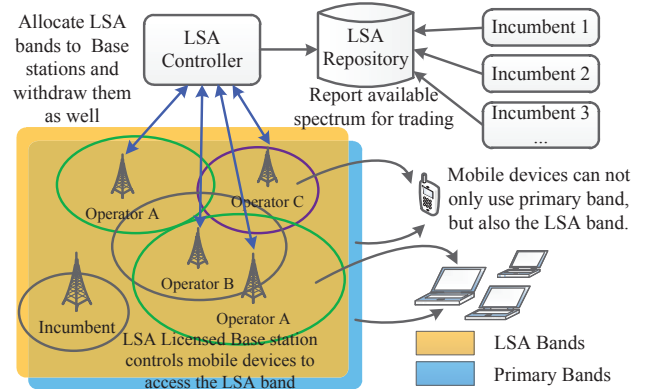 Allocate LSA
bands to Base
stations and
withdraw them
as well
LSA
Controller
LSA
Repository
Report available
spectrum for trading
Incumbent 1
Incumbent 2
Incumbent 3
...
Operator A
Operator C
Operator B
Operator A
Incumbent
LSA Licensed Base station
controls mobile devices to
access the LSA band
Mobile devices can not
only use primary band,
but also the LSA band.
LSA Bands
Primary Bands